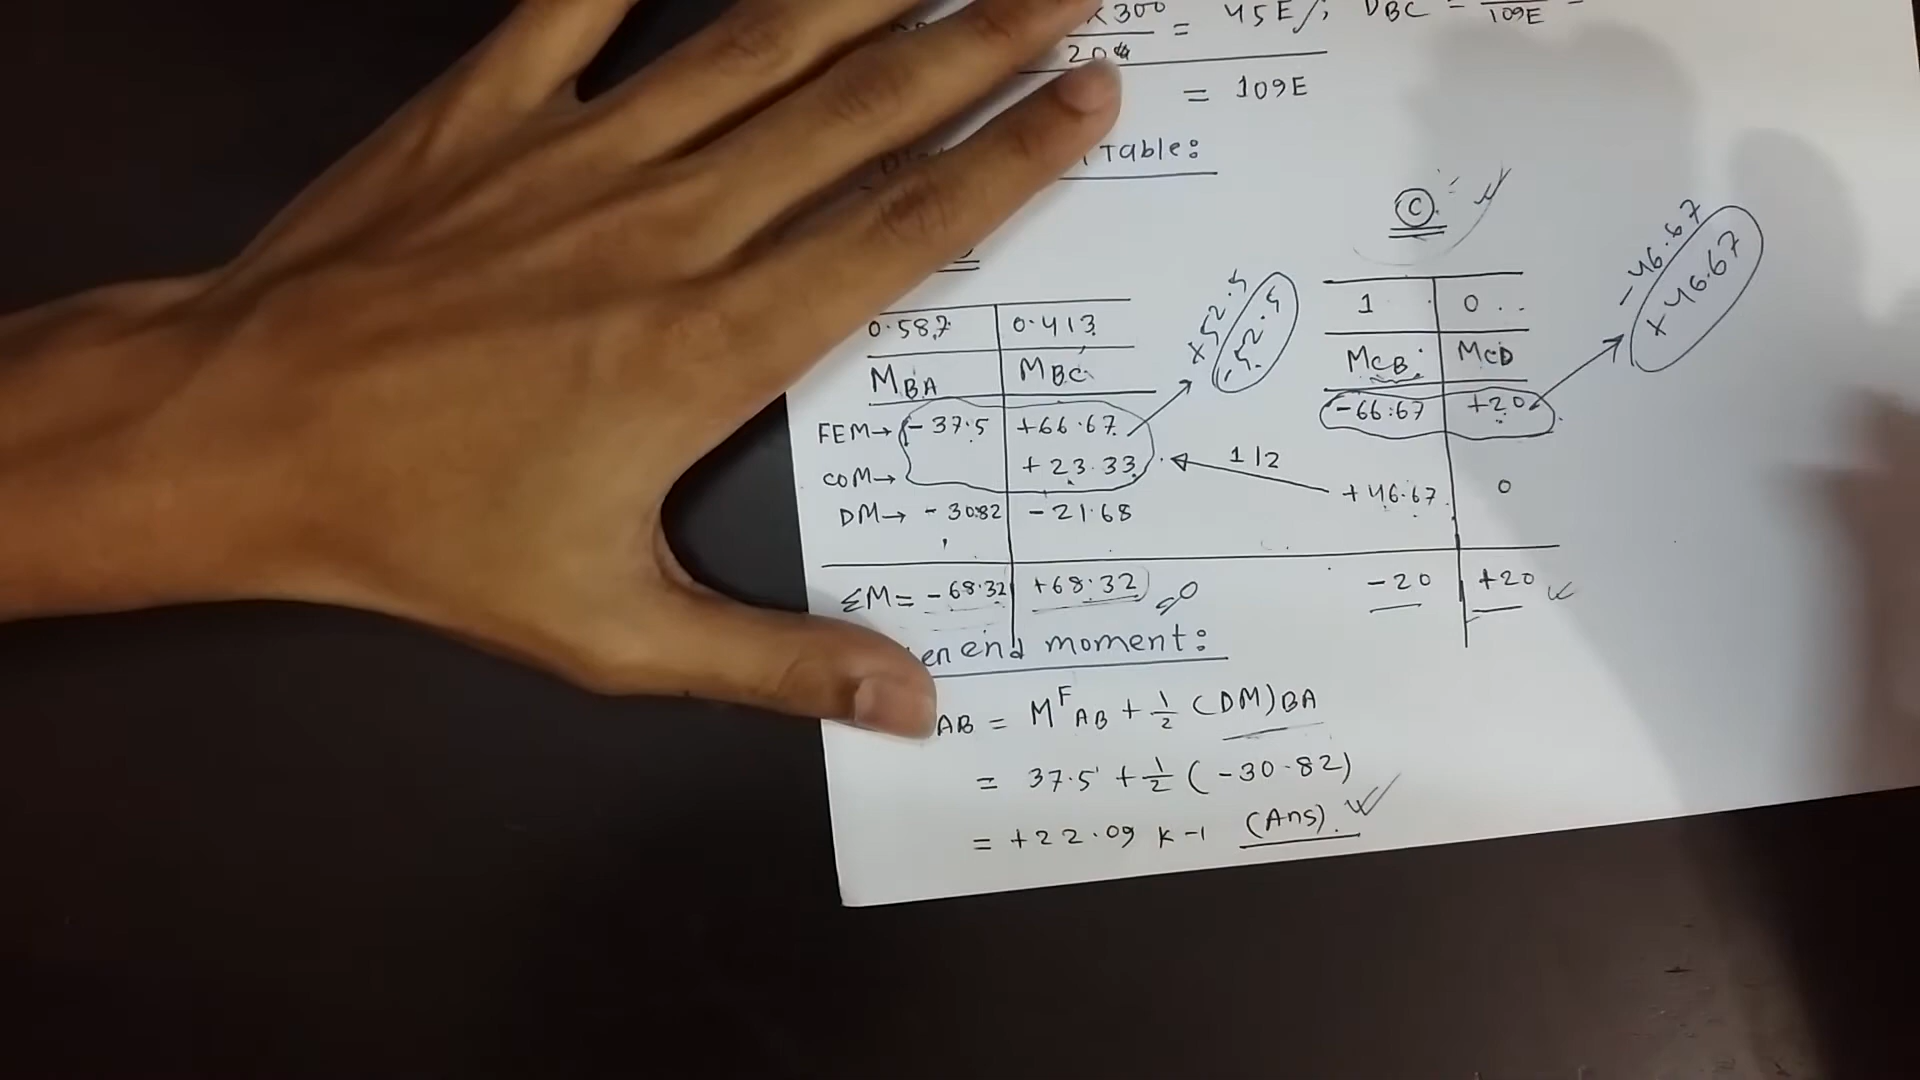 ×300
20
= 45E/; DBC = 109E =
= 109E
Table:
C
0.587 0.413
1 0
MBA MBC
MCB MCD
+52.5
-52.5
-46.67
+46.67
FEM→ -37.5 +66.67
-66.67 +20
COM→ +23.33
1/2
+46.67 0
DM→ -30.82 -21.68
ΣM= -68.32 +68.32
-20 +20
end moment:
AB = MFAB + 1/2 (DM)BA
= 37.5 + 1/2 (-30.82)
= +22.09 K-1 (Ans).